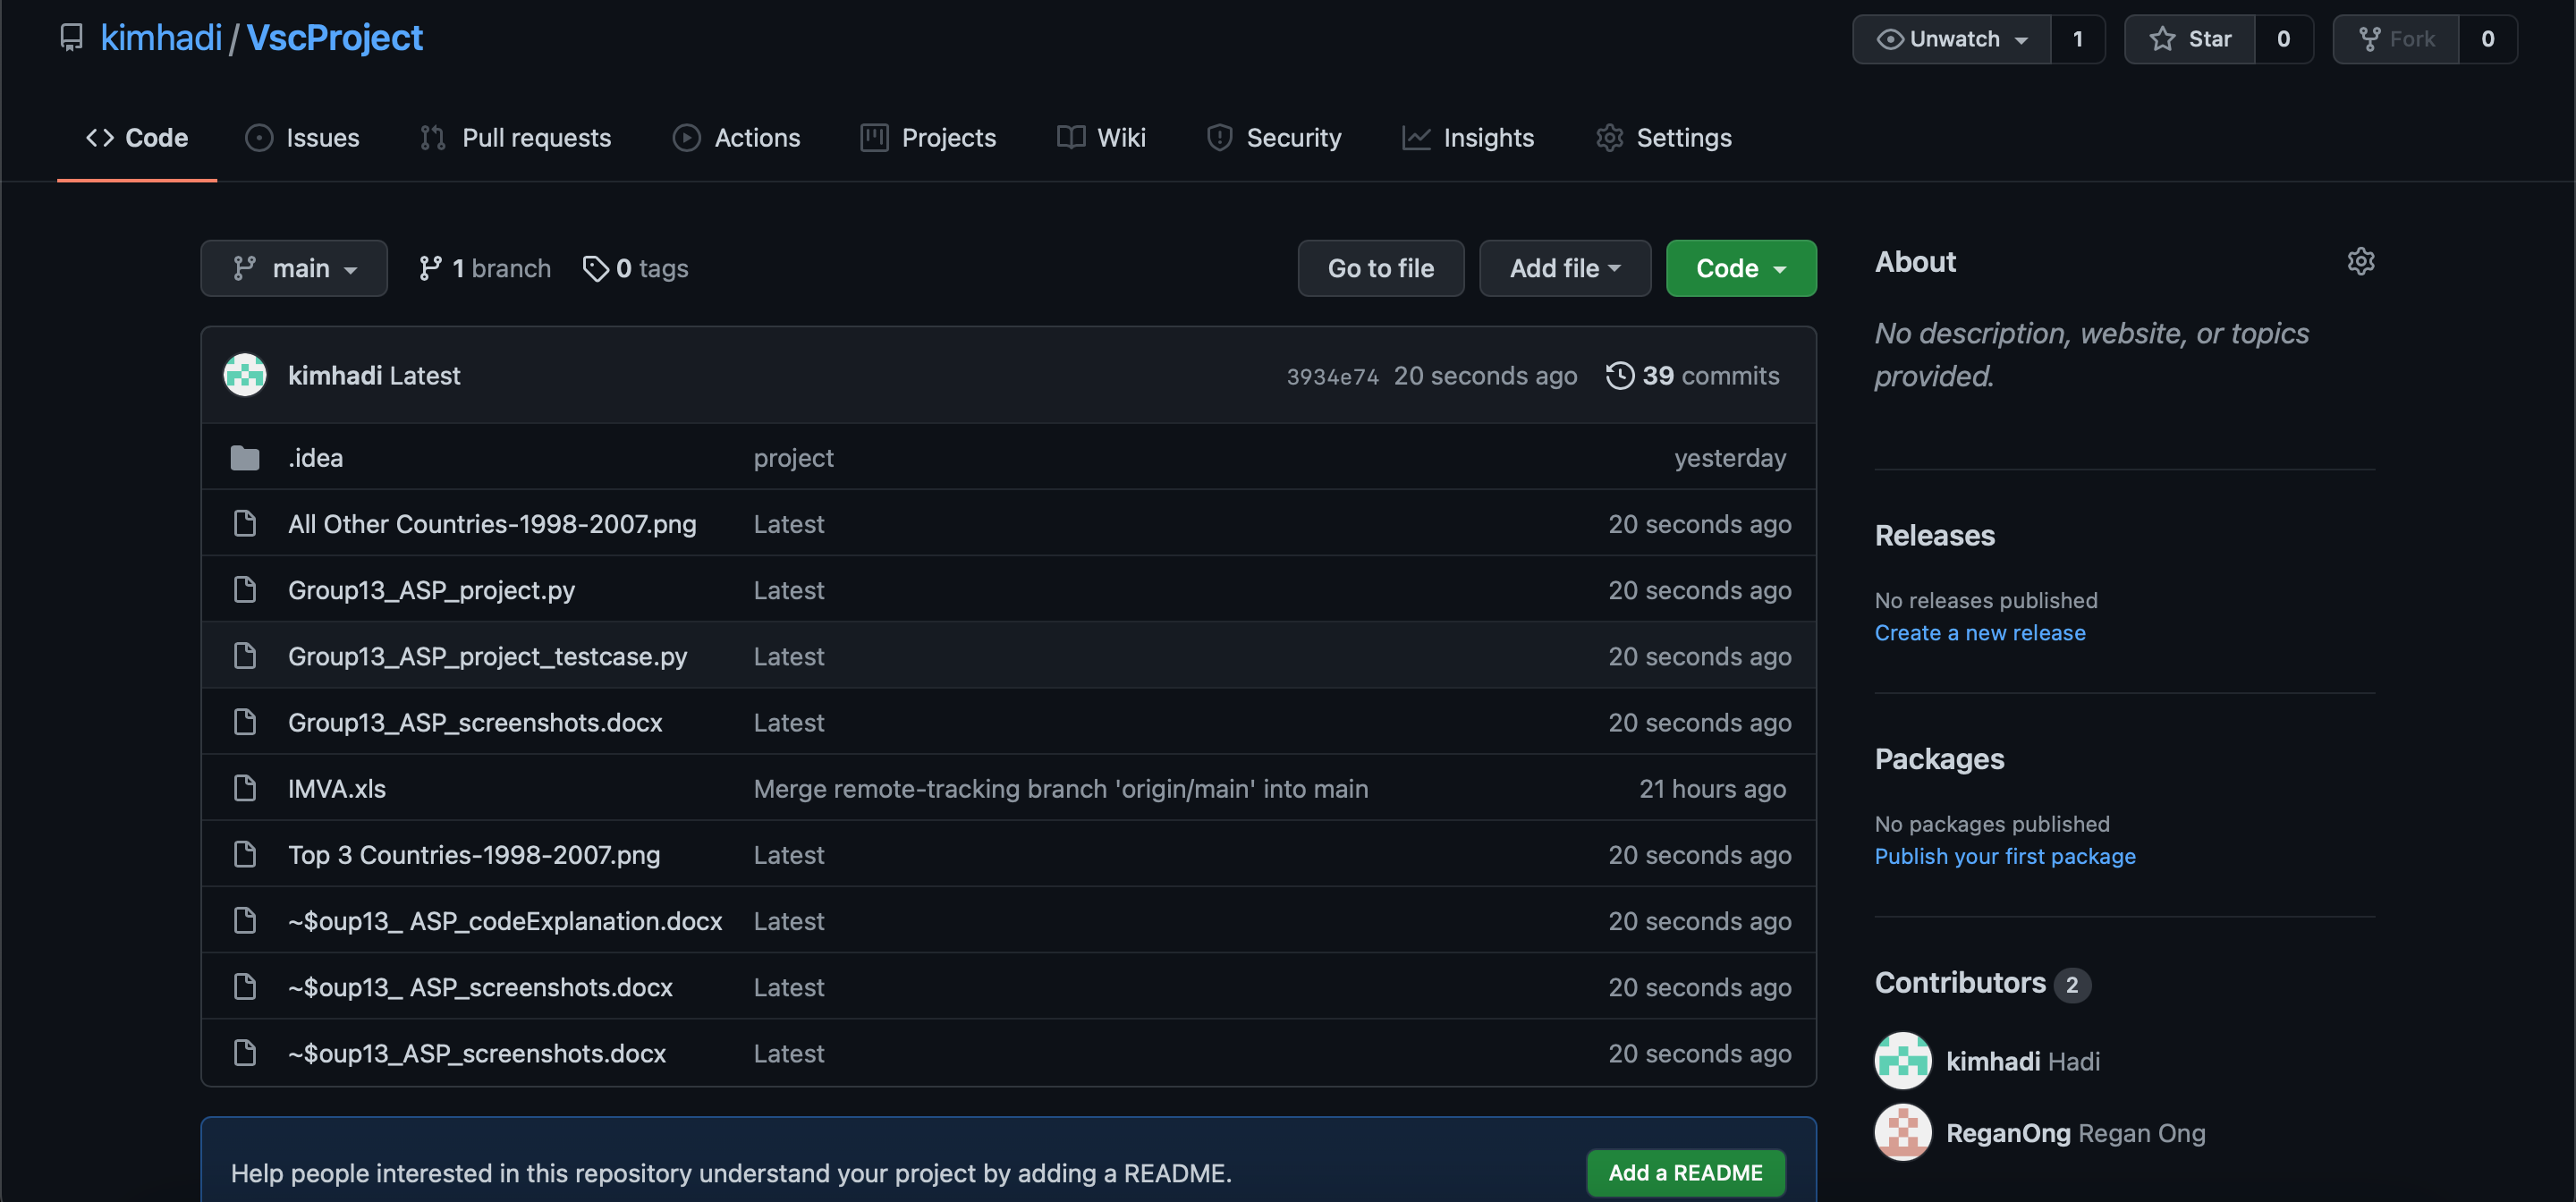 kimhadi / VscProject
Unwatch 1 Star 0 Fork 0
Code Issues Pull requests Actions Projects Wiki Security Insights Settings
main 1 branch 0 tags Go to file Add file Code
kimhadi Latest 3934e74 20 seconds ago 39 commits
.idea project yesterday
All Other Countries-1998-2007.png Latest 20 seconds ago
Group13_ASP_project.py Latest 20 seconds ago
Group13_ASP_project_testcase.py Latest 20 seconds ago
Group13_ASP_screenshots.docx Latest 20 seconds ago
IMVA.xls Merge remote-tracking branch 'origin/main' into main 21 hours ago
Top 3 Countries-1998-2007.png Latest 20 seconds ago
~$oup13_ ASP_codeExplanation.docx Latest 20 seconds ago
~$oup13_ ASP_screenshots.docx Latest 20 seconds ago
~$oup13_ASP_screenshots.docx Latest 20 seconds ago
Help people interested in this repository understand your project by adding a README. Add a README
About
No description, website, or topics
provided.
Releases
No releases published
Create a new release
Packages
No packages published
Publish your first package
Contributors 2
kimhadi Hadi
ReganOng Regan Ong